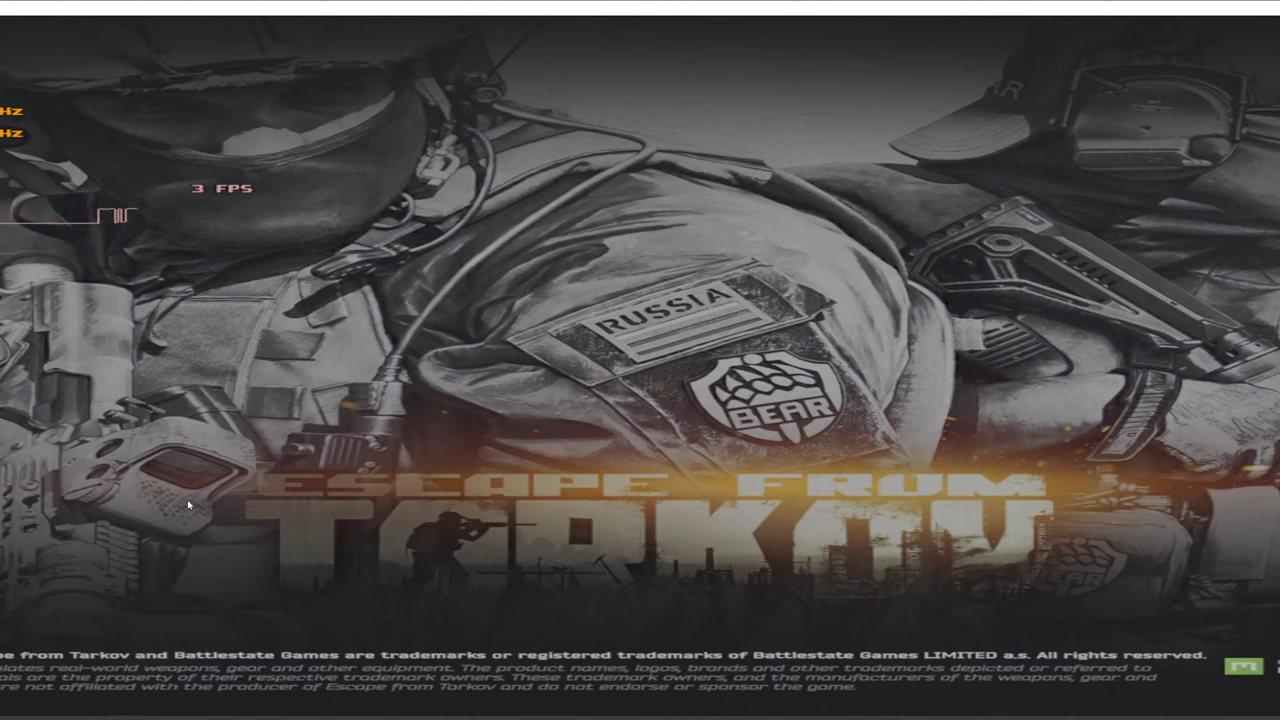 Hz
Hz
3 FPS
RUSSIA
BEAR
ESCAPE FROM
TARKOV
BEAR
pe from Tarkov and Battlestate Games are trademarks or registered trademarks of Battlestate Games LIMITED a.s. All rights reserved.
ulates real-world weapons, gear and other equipment. The product names, logos, brands and other trademarks depicted or referred to
als are the property of their respective trademark owners. These trademark owners, and the manufacturers of the weapons, gear and
are not affiliated with the producer of Escape from Tarkov and do not endorse or sponsor the game.